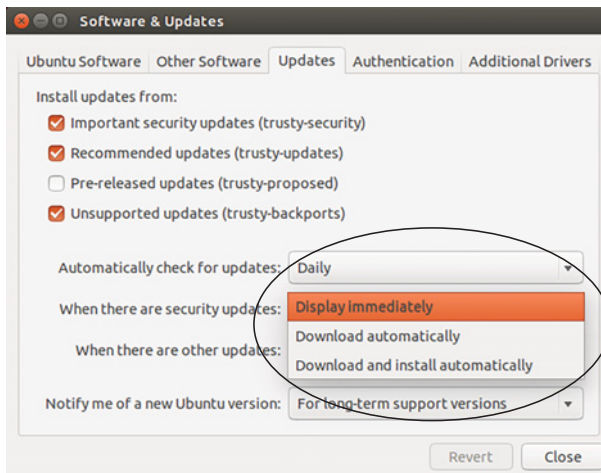 Software & Updates
Ubuntu Software Other Software Updates Authentication Additional Drivers
Install updates from:
Important security updates (trusty-security)
Recommended updates (trusty-updates)
Pre-released updates (trusty-proposed)
Unsupported updates (trusty-backports)
Automatically check for updates: Daily
When there are security updates: Display immediately
Download automatically
When there are other updates:
Download and install automatically
Notify me of a new Ubuntu version: For long-term support versions
Revert Close